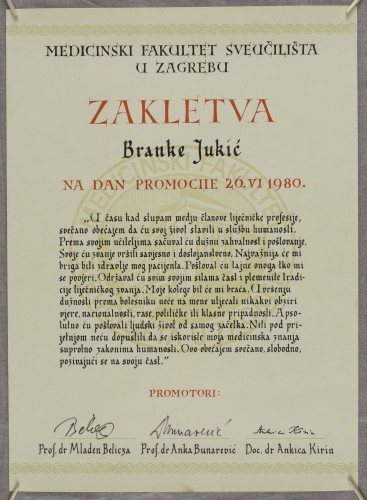 MEDICINSKI FAKULTET SVEUČILIŠTA
U ZAGREBU
ZAKLETVA
Branke Jukić
NA DAN PROMOCIJE 26.VI 1980.
„U času kad stupam medju članove liječničke profesije,
svečano obećajem da ću svoj život staviti u službu humanosti.
Prema svojim učiteljima sačuvat ću dužnu zahvalnost i poštovanje.
Svoje ću zvanje vršiti savjesno i dostojanstveno. Najvažnija će mi
briga biti zdravlje mog pacijenta. Poštovat ću tajne onoga tko mi
se povjeri. Održavat ću svim svojim silama čast i plemenite tradi-
cije liječničkog zvanja. Moje kolege bit će mi braća. U vršenju
dužnosti prema bolesniku neće na mene utjecati nikakvi obziri
vjere, nacionalnosti, rase, političke ili klasne pripadnosti. Apso-
lutno ću poštovati ljudski život od samog začetka. Niti pod pri-
jetnjom neću dopustiti da se iskoriste moja medicinska znanja
suprotno zakonima humanosti. Ovo obećajem svečano, slobodno,
pozivajući se na svoju čast."
PROMOTORI:
Ankica Kirin
Prof. dr Mladen Belicza Prof. dr Anka Bunarević Doc. dr Ankica Kirin